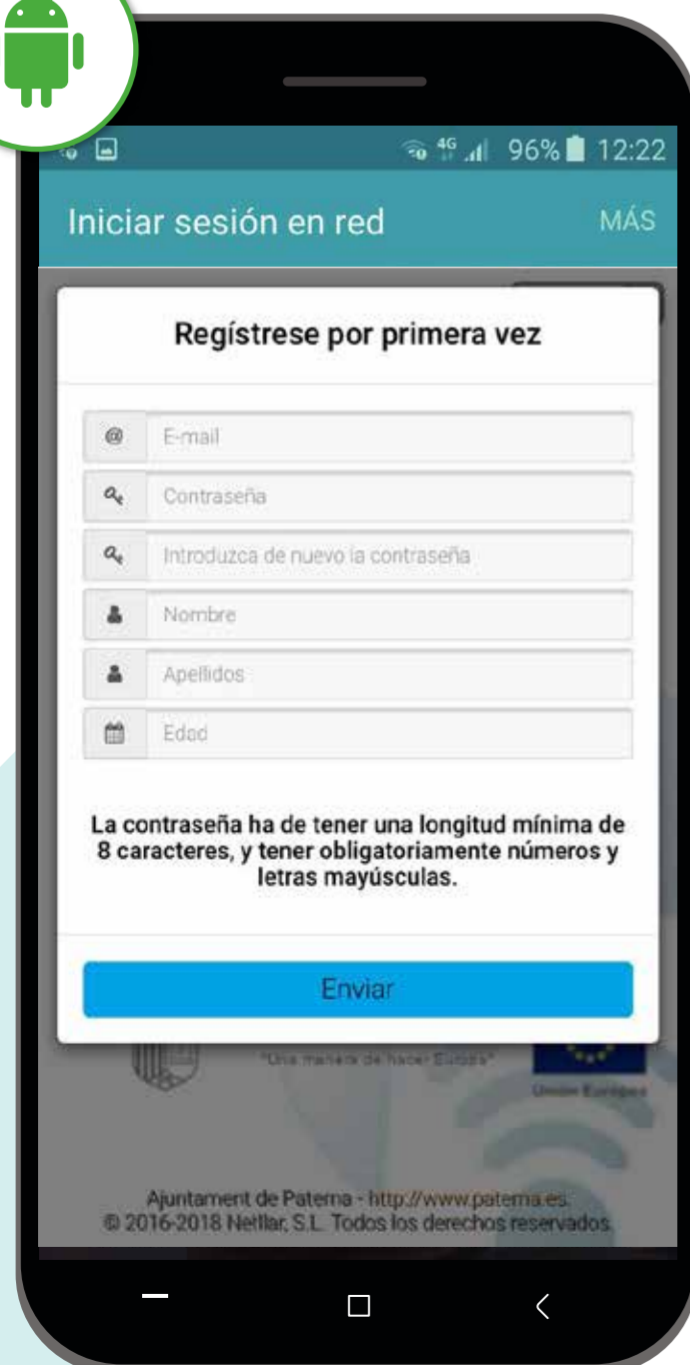 4G 96% 12:22
Iniciar sesión en red MÁS
Regístrese por primera vez
@ E-mail
Contraseña
Introduzca de nuevo la contraseña
Nombre
Apellidos
Edad
La contraseña ha de tener una longitud mínima de
8 caracteres, y tener obligatoriamente números y
letras mayúsculas.
Enviar
"Una manera de hacer Europa"
Unión Europea
Ajuntament de Paterna - http://www.paterna.es.
© 2016-2018 Netllar, S.L. Todos los derechos reservados.